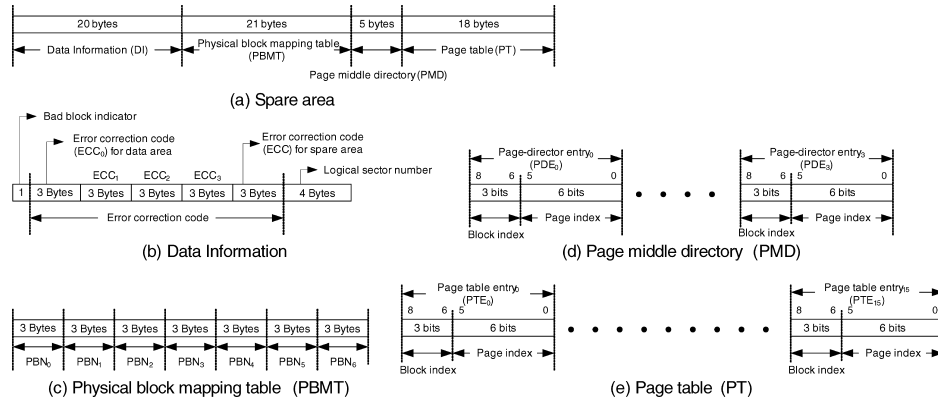 20 bytes 21 bytes 5 bytes 18 bytes
Data Information (DI) Physical block mapping table (PBMT) Page table (PT)
Page middle directory (PMD)
(a) Spare area
Bad block indicator
Error correction code (ECC0) for data area
Error correction code (ECC) for spare area
Logical sector number
ECC1 ECC2 ECC3
1 3 Bytes 3 Bytes 3 Bytes 3 Bytes 3 Bytes 4 Bytes
Error correction code
(b) Data Information
Page-director entry0 (PDE0) Page-director entry3 (PDE3)
8 6 5 0 8 6 5 0
3 bits 6 bits 3 bits 6 bits
Block index Page index Block index Page index
(d) Page middle directory (PMD)
3 Bytes 3 Bytes 3 Bytes 3 Bytes 3 Bytes 3 Bytes 3 Bytes
PBN0 PBN1 PBN2 PBN3 PBN4 PBN5 PBN6
(c) Physical block mapping table (PBMT)
Page table entry0 (PTE0) Page table entry15 (PTE15)
8 6 5 0 8 6 5 0
3 bits 6 bits 3 bits 6 bits
Block index Page index Block index Page index
(e) Page table (PT)